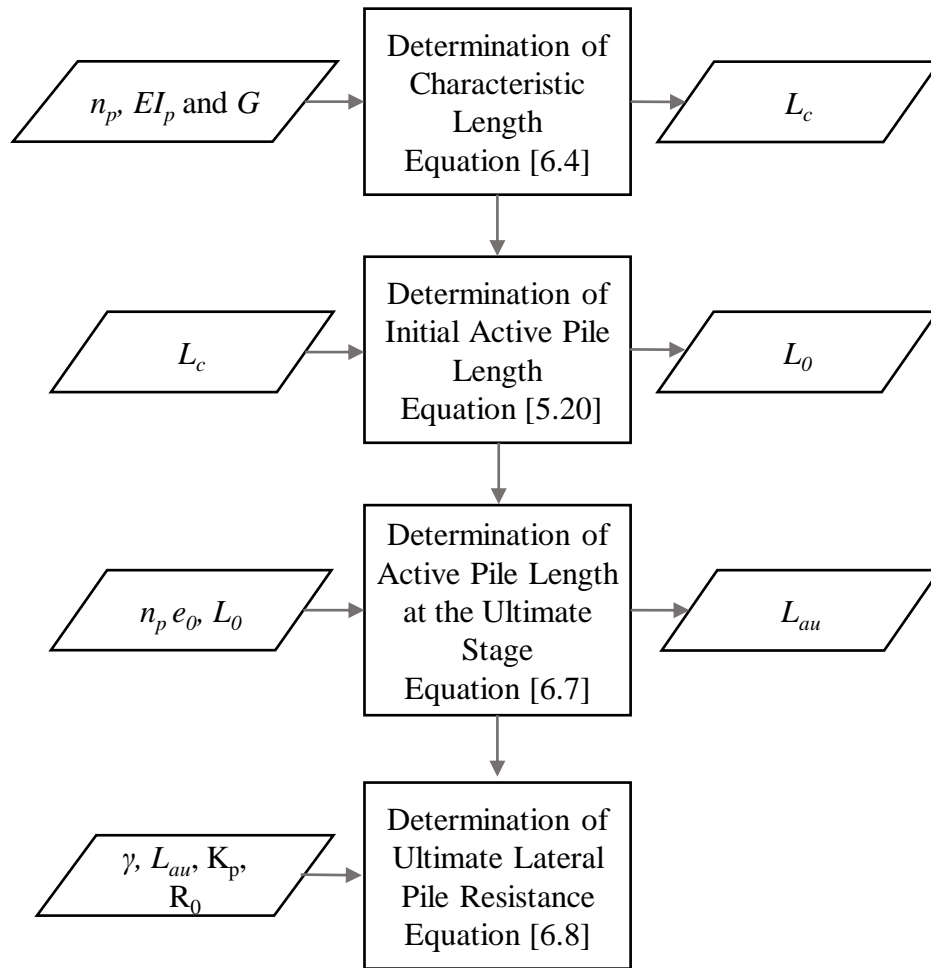 n_p, EI_p and G
Determination of
Characteristic
Length
Equation [6.4]
L_c
L_c
Determination of
Initial Active Pile
Length
Equation [5.20]
L_0
n_p e_0, L_0
Determination of
Active Pile Length
at the Ultimate
Stage
Equation [6.7]
L_au
γ, L_au, K_p,
R_0
Determination of
Ultimate Lateral
Pile Resistance
Equation [6.8]